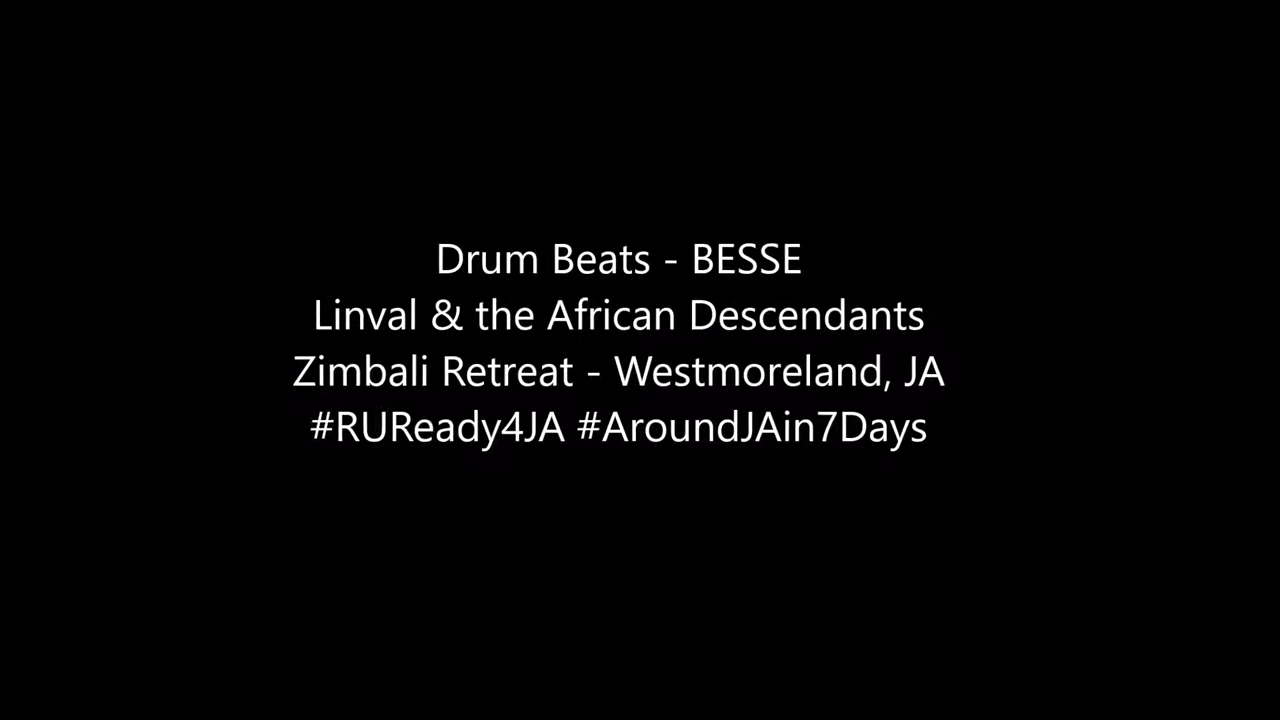 Drum Beats - BESSE
Linval & the African Descendants
Zimbali Retreat - Westmoreland, JA
#RUReady4JA #AroundJAin7Days